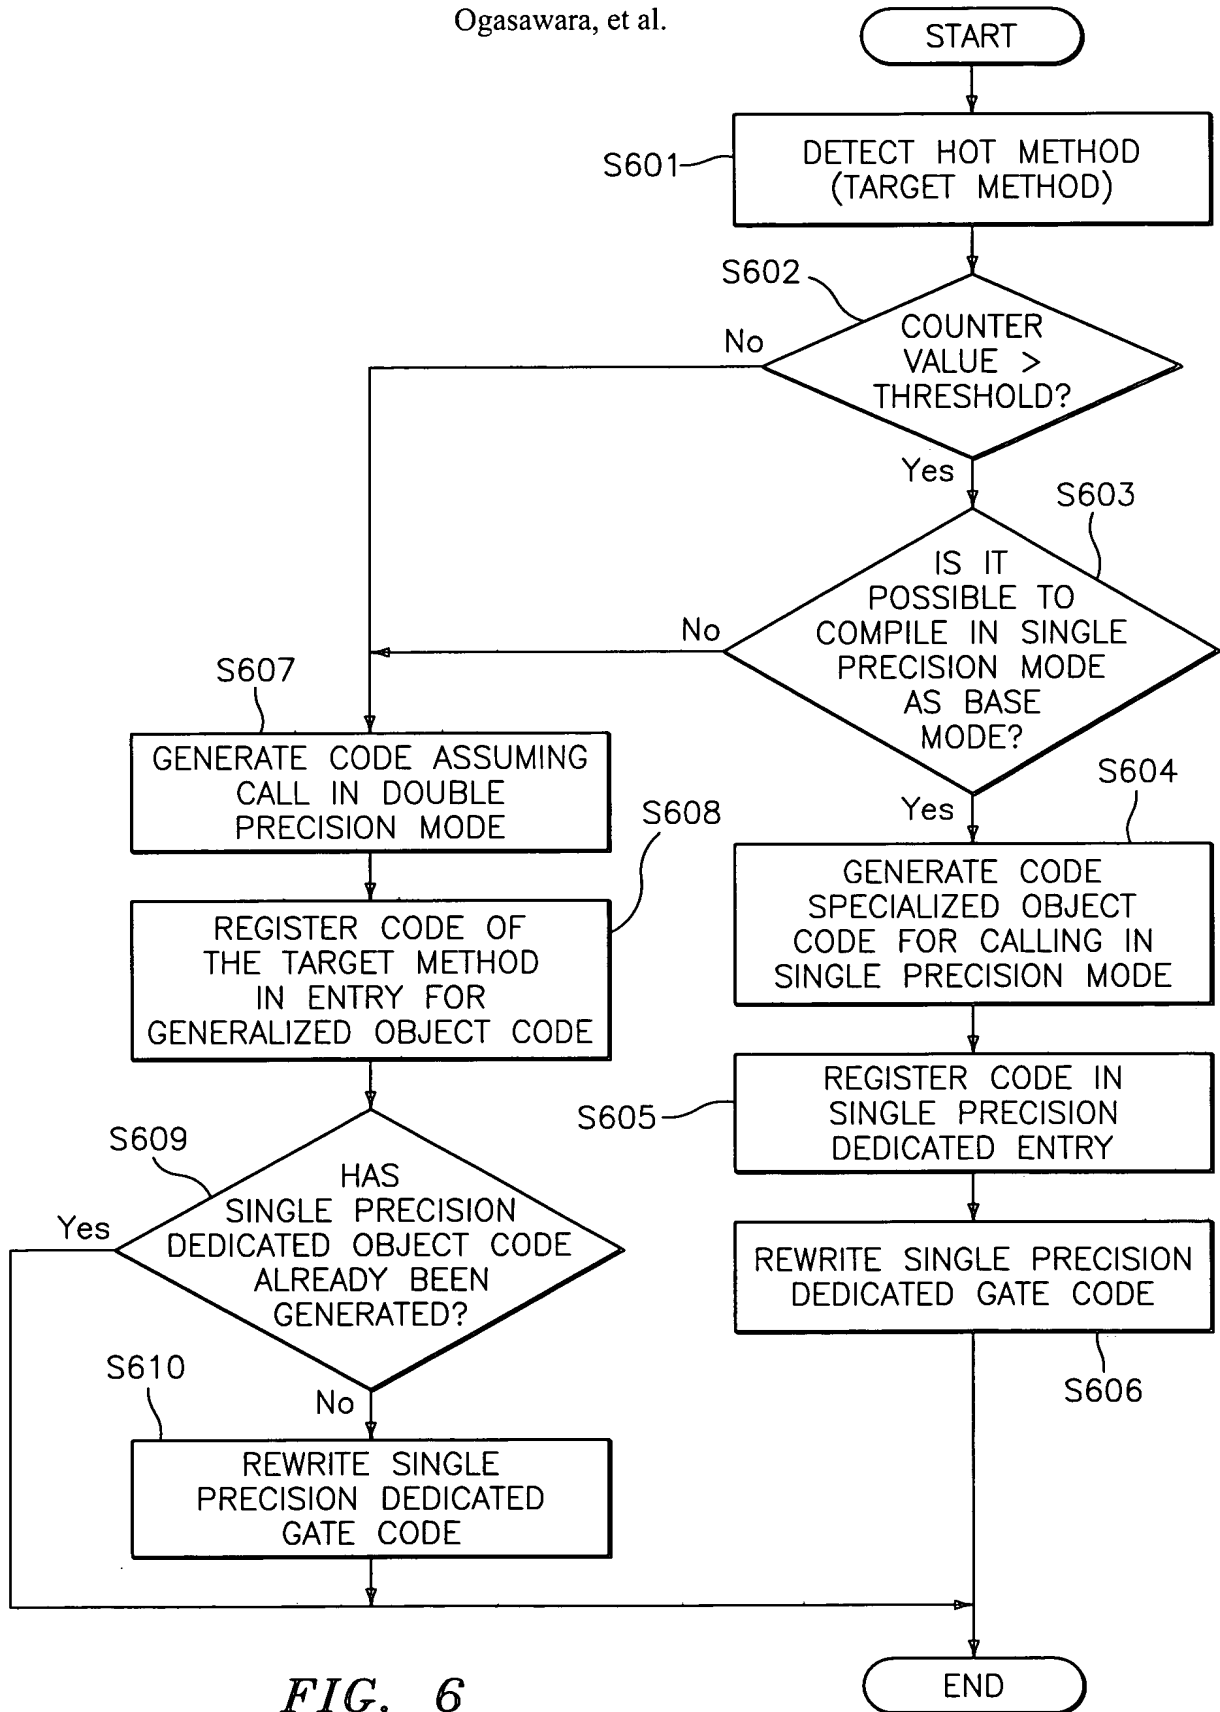 Ogasawara, et al.
START
S601
DETECT HOT METHOD
(TARGET METHOD)
S602
COUNTER
VALUE >
THRESHOLD?
No
Yes
S603
IS IT
POSSIBLE TO
COMPILE IN SINGLE
PRECISION MODE
AS BASE
MODE?
No
Yes
S607
GENERATE CODE ASSUMING
CALL IN DOUBLE
PRECISION MODE
S604
GENERATE CODE
SPECIALIZED OBJECT
CODE FOR CALLING IN
SINGLE PRECISION MODE
S608
REGISTER CODE OF
THE TARGET METHOD
IN ENTRY FOR
GENERALIZED OBJECT CODE
S605
REGISTER CODE IN
SINGLE PRECISION
DEDICATED ENTRY
S609
HAS
SINGLE PRECISION
DEDICATED OBJECT CODE
ALREADY BEEN
GENERATED?
Yes
No
REWRITE SINGLE PRECISION
DEDICATED GATE CODE
S606
S610
REWRITE SINGLE
PRECISION DEDICATED
GATE CODE
END
FIG. 6